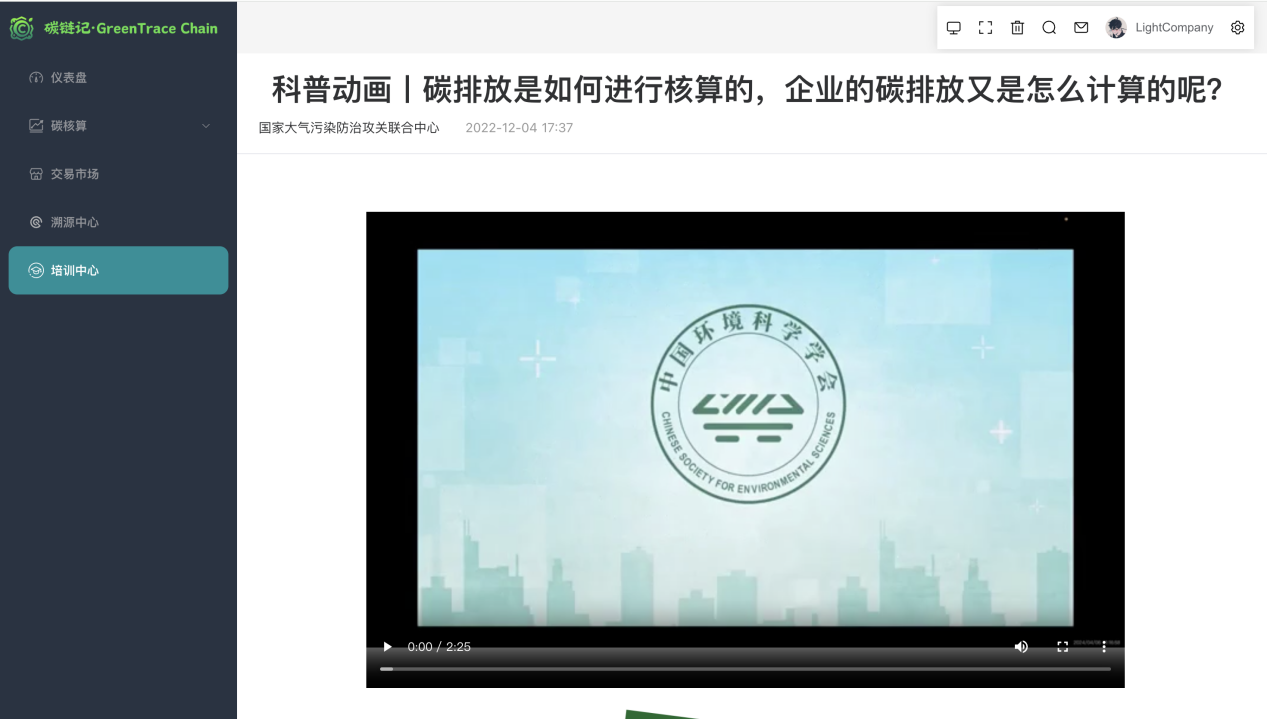 碳链记·GreenTrace Chain
LightCompany
仪表盘
碳核算
交易市场
溯源中心
培训中心
科普动画丨碳排放是如何进行核算的，企业的碳排放又是怎么计算的呢?
国家大气污染防治攻关联合中心 2022-12-04 17:37
中国环境科学学会
CHINESE SOCIETY FOR ENVIRONMENTAL SCIENCES
0:00 / 2:25